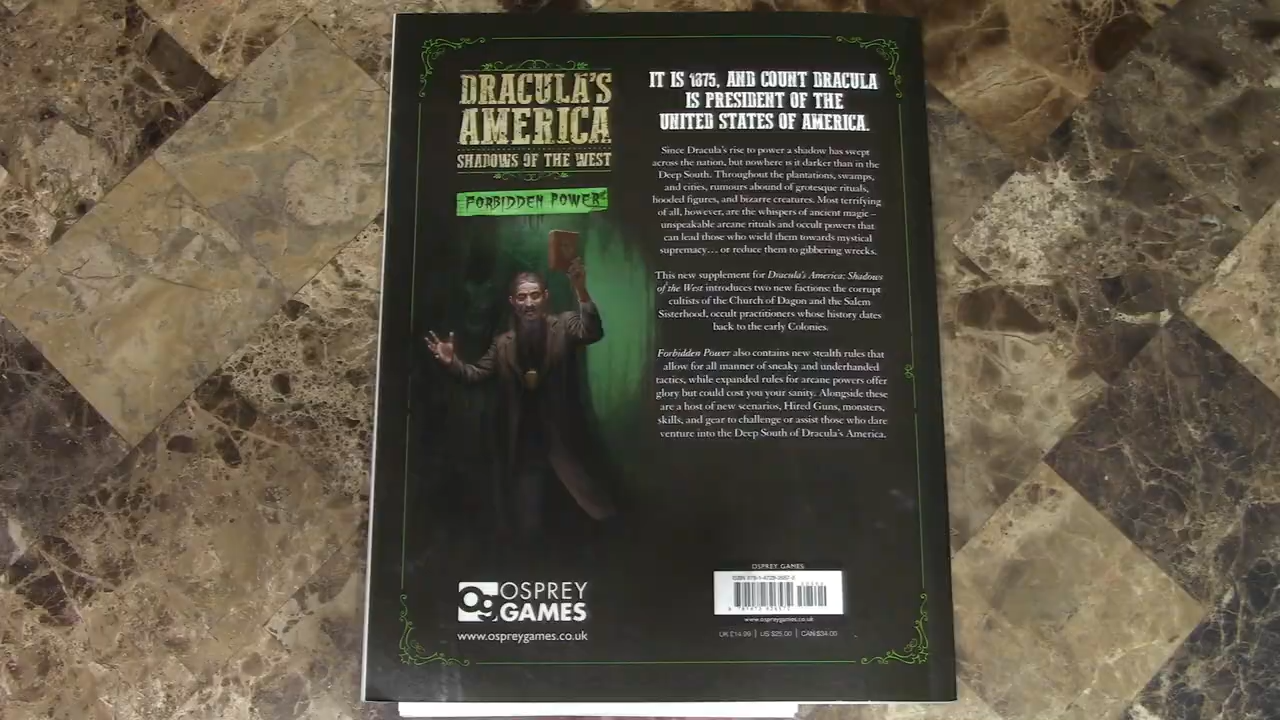 DRACULA'S
AMERICA
SHADOWS OF THE WEST
FORBIDDEN POWER
IT IS 1875, AND COUNT DRACULA
IS PRESIDENT OF THE
UNITED STATES OF AMERICA.
Since Dracula's rise to power a shadow has swept
across the nation, but nowhere is it darker than in the
Deep South. Throughout the plantations, swamps,
and cities, rumours abound of grotesque rituals,
hooded figures, and bizarre creatures. Most terrifying
of all, however, are the whispers of ancient magic –
unspeakable arcane rituals and occult powers that
can lead those who wield them towards mystical
supremacy… or reduce them to gibbering wrecks.
This new supplement for Dracula's America: Shadows
of the West introduces two new factions: the corrupt
cultists of the Church of Dagon and the Salem
Sisterhood, occult practitioners whose history dates
back to the early Colonies.
Forbidden Power also contains new stealth rules that
allow for all manner of sneaky and underhanded
tactics, while expanded rules for arcane powers offer
glory but could cost you your sanity. Alongside these
are a host of new scenarios, Hired Guns, monsters,
skills, and gear to challenge or assist those who dare
venture into the Deep South of Dracula's America.
OSPREY
GAMES
www.ospreygames.co.uk
OSPREY GAMES
ISBN
www.ospreygames.co.uk
UK £14.99 | US $25.00 | CAN $34.00